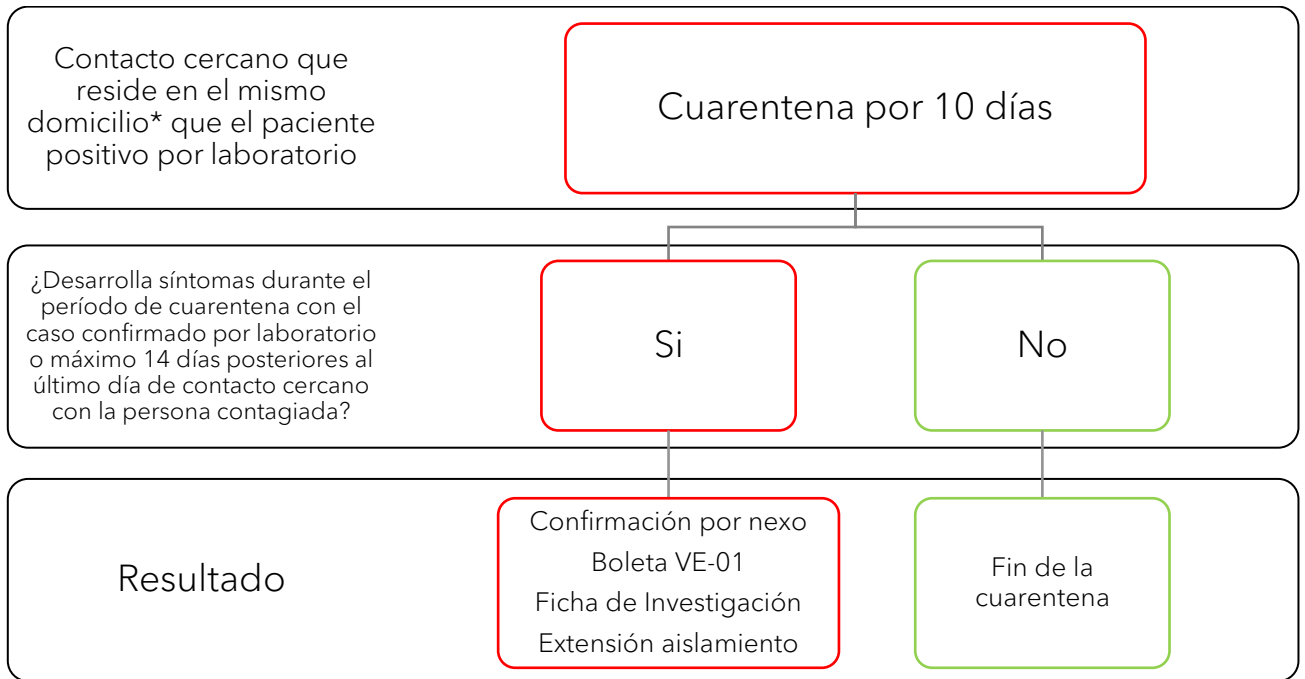 Contacto cercano que
reside en el mismo
domicilio* que el paciente
positivo por laboratorio
Cuarentena por 10 días
¿Desarrolla síntomas durante el
período de cuarentena con el
caso confirmado por laboratorio
o máximo 14 días posteriores al
último día de contacto cercano
con la persona contagiada?
Si
No
Resultado
Confirmación por nexo
Boleta VE-01
Ficha de Investigación
Extensión aislamiento
Fin de la
cuarentena